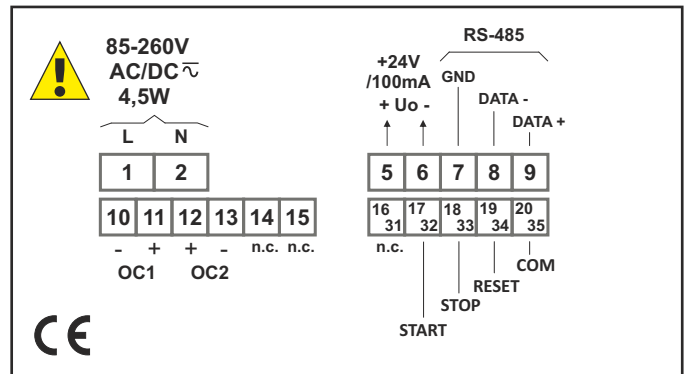 85-260V
AC/DC
4,5W
L N
1 2
10 11 12 13 14 15
- + + - n.c. n.c.
OC1 OC2
CE
RS-485
+24V
/100mA
+ Uo -
GND
DATA -
DATA +
5 6 7 8 9
16 17 18 19 20
31 32 33 34 35
n.c.
COM
RESET
STOP
START